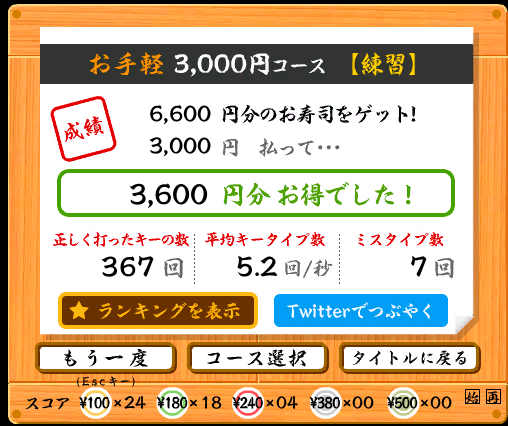 お手軽 3,000円コース 【練習】
成績
6,600 円分のお寿司をゲット!
3,000 円 払って･･･
3,600 円分 お得でした！
正しく打ったキーの数 平均キータイプ数 ミスタイプ数
367 回 5.2 回/秒 7 回
★ ランキングを表示 Twitterでつぶやく
もう一度 コース選択 タイトルに戻る
(Escキー)
スコア ¥100×24 ¥180×18 ¥240×04 ¥380×00 ¥500×00 始 再